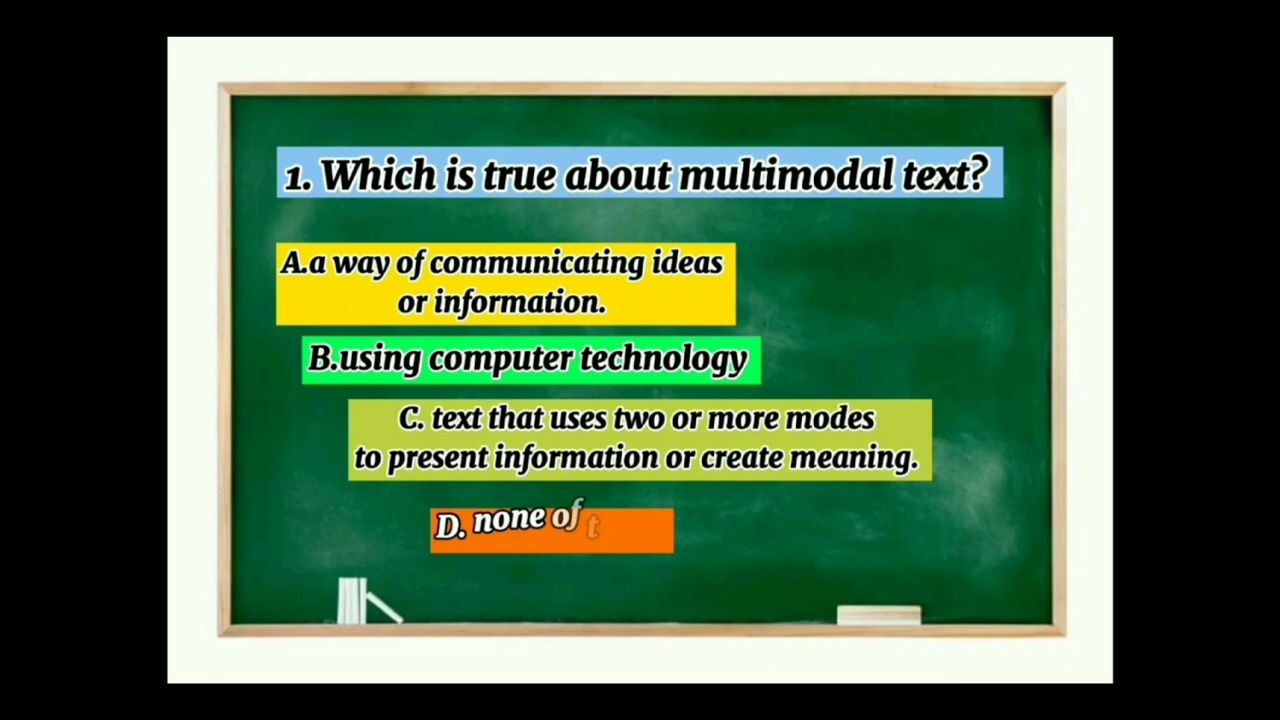 1. Which is true about multimodal text?
A.a way of communicating ideas
or information.
B.using computer technology
C. text that uses two or more modes
to present information or create meaning.
D. none of t